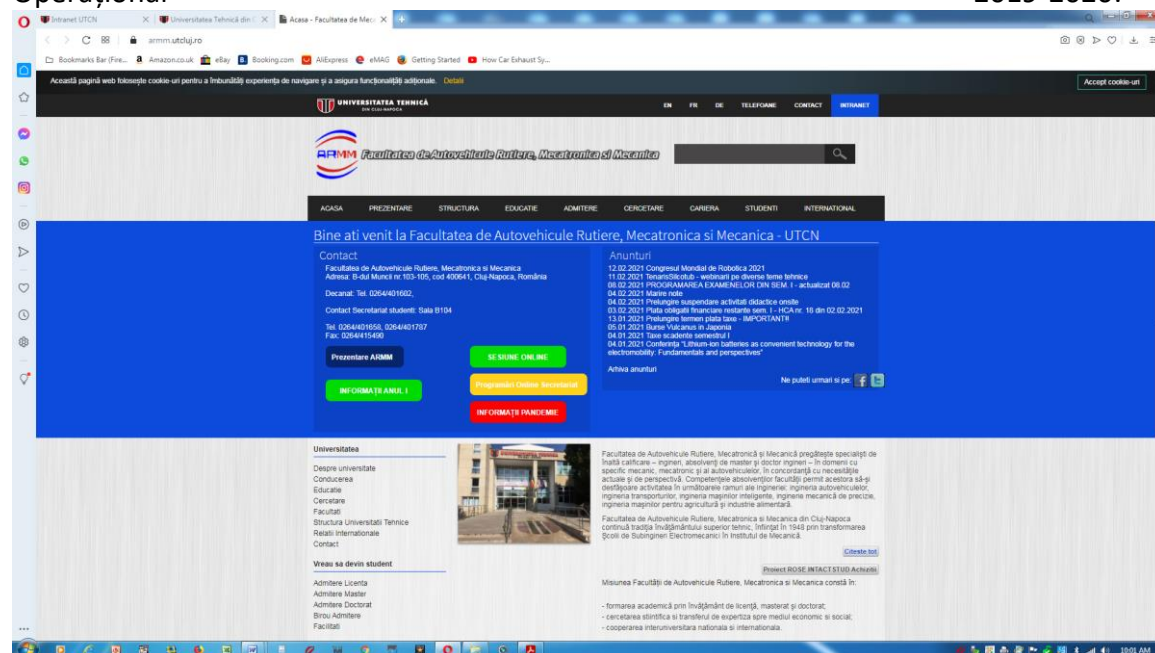 Operațional 2019-2020.
Intranet UTCN
Universitatea Tehnică din
Acasa - Facultatea de Mec
armm.utcluj.ro
Bookmarks Bar (Fire... Amazon.co.uk eBay Booking.com AliExpress eMAG Getting Started How Car Exhaust Sy...
Această pagină web folosește cookie-uri pentru a îmbunătăți experiența de navigare și a asigura funcționalități adiționale. Detalii
Accept cookie-uri
UNIVERSITATEA TEHNICĂ
DIN CLUJ-NAPOCA
EN FR DE TELEFOANE CONTACT INTRANET
ARMM Facultatea de Autovehicule Rutiere, Mecatronica si Mecanica
ACASA PREZENTARE STRUCTURA EDUCATIE ADMITERE CERCETARE CARIERA STUDENTI INTERNATIONAL
Bine ati venit la Facultatea de Autovehicule Rutiere, Mecatronica si Mecanica - UTCN
Contact
Facultatea de Autovehicule Rutiere, Mecatronica si Mecanica
Adresa: B-dul Muncii nr.103-105, cod 400641, Cluj-Napoca, România
Decanat: Tel. 0264/401602,
Contact Secretariat studenti: Sala B104
Tel. 0264/401658, 0264/401787
Fax: 0264/415490
Prezentare ARMM
SESIUNE ONLINE
INFORMAȚII ANUL I
Programări Online Secretariat
INFORMAȚII PANDEMIE
Anunturi
12.02.2021 Congresul Mondial de Robotica 2021
11.02.2021 TenarisSilcotub - webinarii pe diverse teme tehnice
08.02.2021 PROGRAMAREA EXAMENELOR DIN SEM. I - actualizat 08.02
04.02.2021 Marire note
04.02.2021 Prelungire suspendare activitati didactice onsite
03.02.2021 Plata obligatii financiare restante sem. I - HCA nr. 16 din 02.02.2021
13.01.2021 Prelungire termen plata taxe - IMPORTANT!!
05.01.2021 Burse Vulcanus in Japonia
04.01.2021 Taxe scadente semestrul I
04.01.2021 Conferința "Lithium-ion batteries as convenient technology for the
electromobility: Fundamentals and perspectives"
Arhiva anunturi
Ne puteti urmari si pe:
Universitatea
Despre universitate
Conducerea
Educatie
Cercetare
Facultati
Structura Universitatii Tehnice
Relatii Internationale
Contact
Vreau sa devin student
Admitere Licenta
Admitere Master
Admitere Doctorat
Birou Admitere
Facilitati
Facultatea de Autovehicule Rutiere, Mecatronică și Mecanică pregătește specialiști de
înaltă calificare – ingineri, absolvenți de master și doctor ingineri – în domenii cu
specific mecanic, mecatronic și al autovehiculelor, în concordanță cu necesitățile
actuale și de perspectivă. Competențele absolvenților facultății permit acestora să-și
desfășoare activitatea în următoarele ramuri ale ingineriei: ingineria autovehiculelor,
ingineria transporturilor, ingineria mașinilor inteligente, inginerie mecanică de precizie,
ingineria mașinilor pentru agricultură și industrie alimentară.
Facultatea de Autovehicule Rutiere, Mecatronica si Mecanica din Cluj-Napoca
continuă tradiția învățământului superior tehnic, înființat în 1948 prin transformarea
Școlii de Subingineri Electromecanici în Institutul de Mecanică.
Citeste tot
Proiect ROSE INTACT STUD Achizitii
Misiunea Facultății de Autovehicule Rutiere, Mecatronica si Mecanica constă în:
- formarea academică prin învățământ de licență, masterat și doctorat;
- cercetarea stiintifica si transferul de expertiza spre mediul economic si social;
- cooperarea interuniversitara nationala si internationala.
10:01 AM